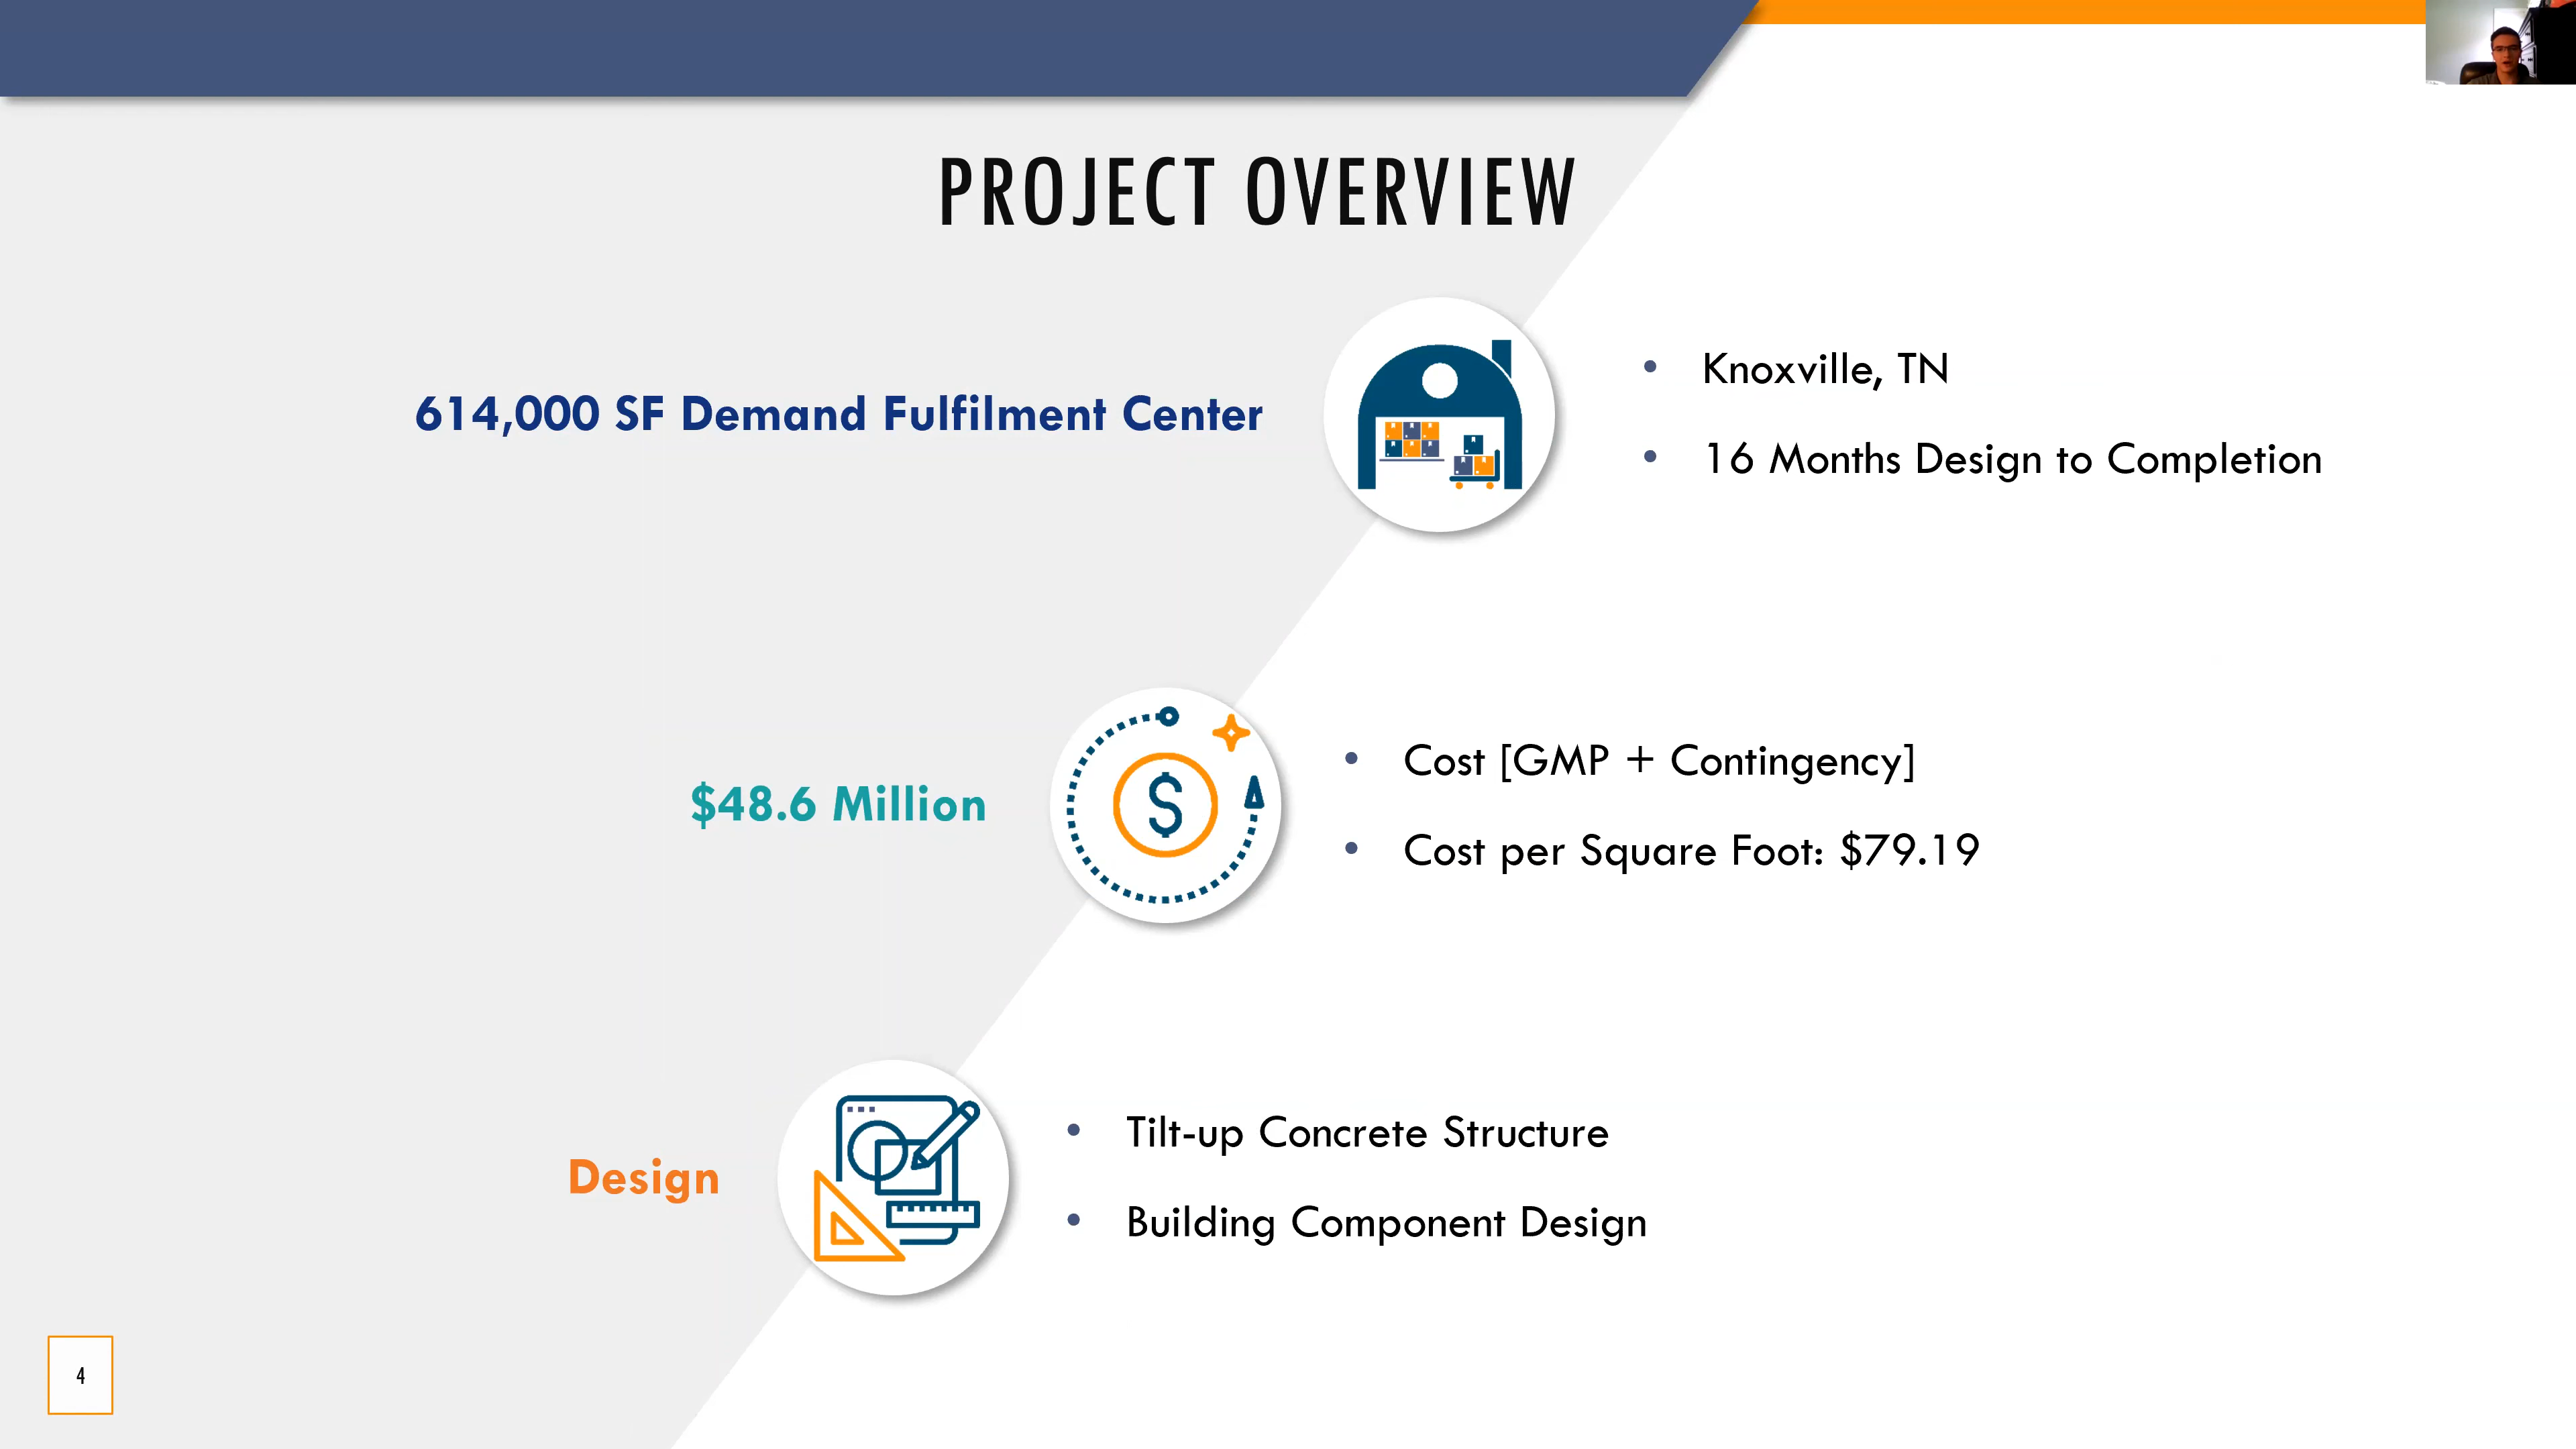 PROJECT OVERVIEW
614,000 SF Demand Fulfilment Center
• Knoxville, TN
• 16 Months Design to Completion
$48.6 Million
$
• Cost [GMP + Contingency]
• Cost per Square Foot: $79.19
Design
• Tilt-up Concrete Structure
• Building Component Design
4